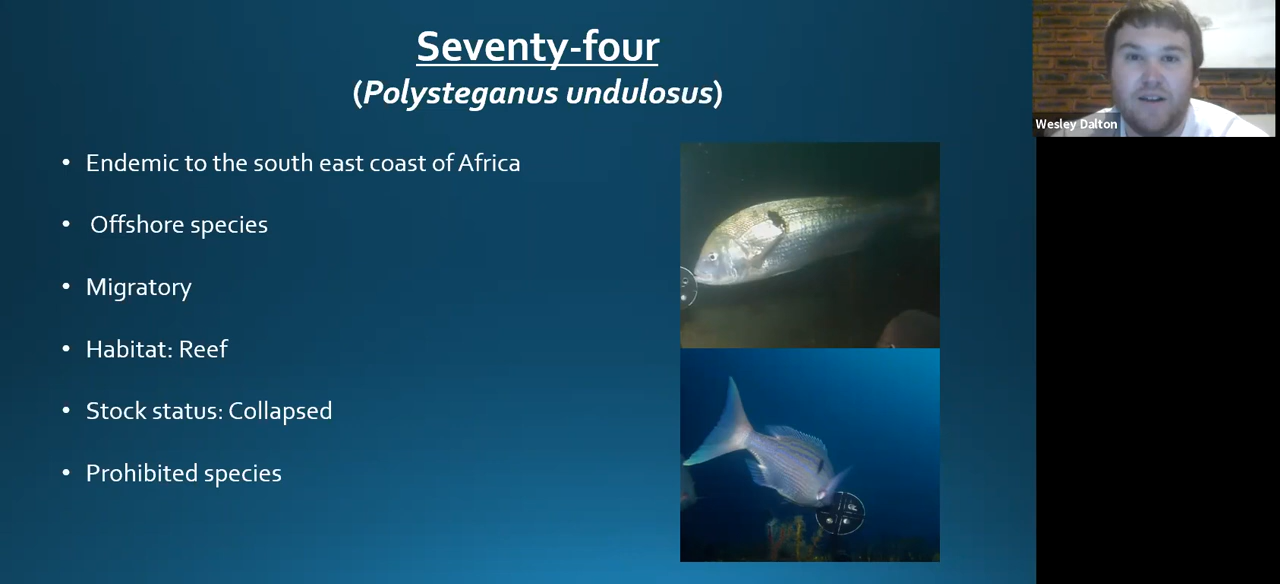 Seventy-four
(Polysteganus undulosus)
Wesley Dalton
• Endemic to the south east coast of Africa
• Offshore species
• Migratory
• Habitat: Reef
• Stock status: Collapsed
• Prohibited species